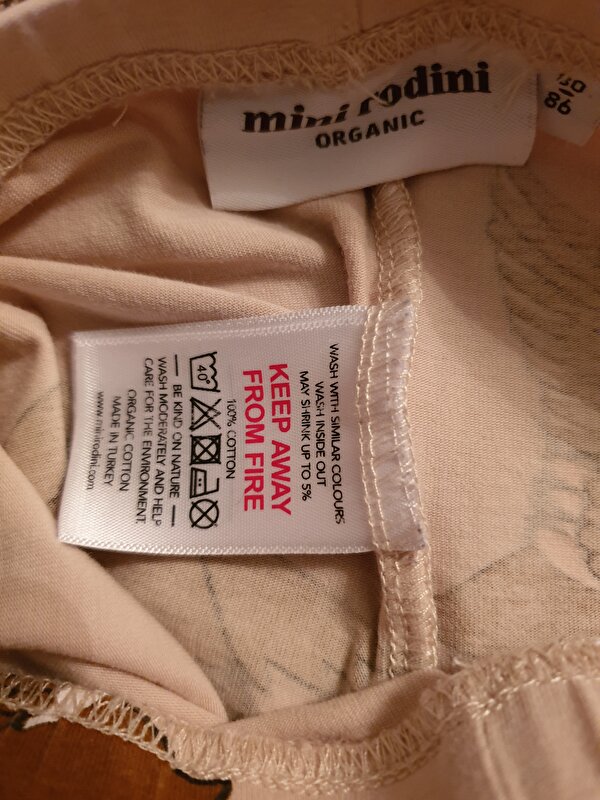 mini rodini
ORGANIC
80
86
WASH WITH SIMILAR COLOURS
WASH INSIDE OUT
MAY SHRINK UP TO 5%
KEEP AWAY
FROM FIRE
100% COTTON
40°
— BE KIND ON NATURE —
WASH MODERATELY AND HELP
CARE FOR THE ENVIRONMENT.
ORGANIC COTTON
MADE IN TURKEY
www.minirodini.com